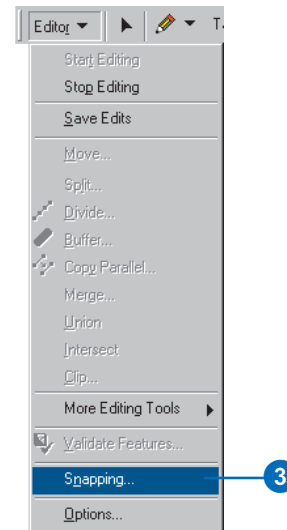 Editor T
Start Editing
Stop Editing
Save Edits
Move...
Split...
Divide...
Buffer...
Copy Parallel...
Merge...
Union
Intersect
Clip...
More Editing Tools
Validate Features...
Snapping... 3
Options...